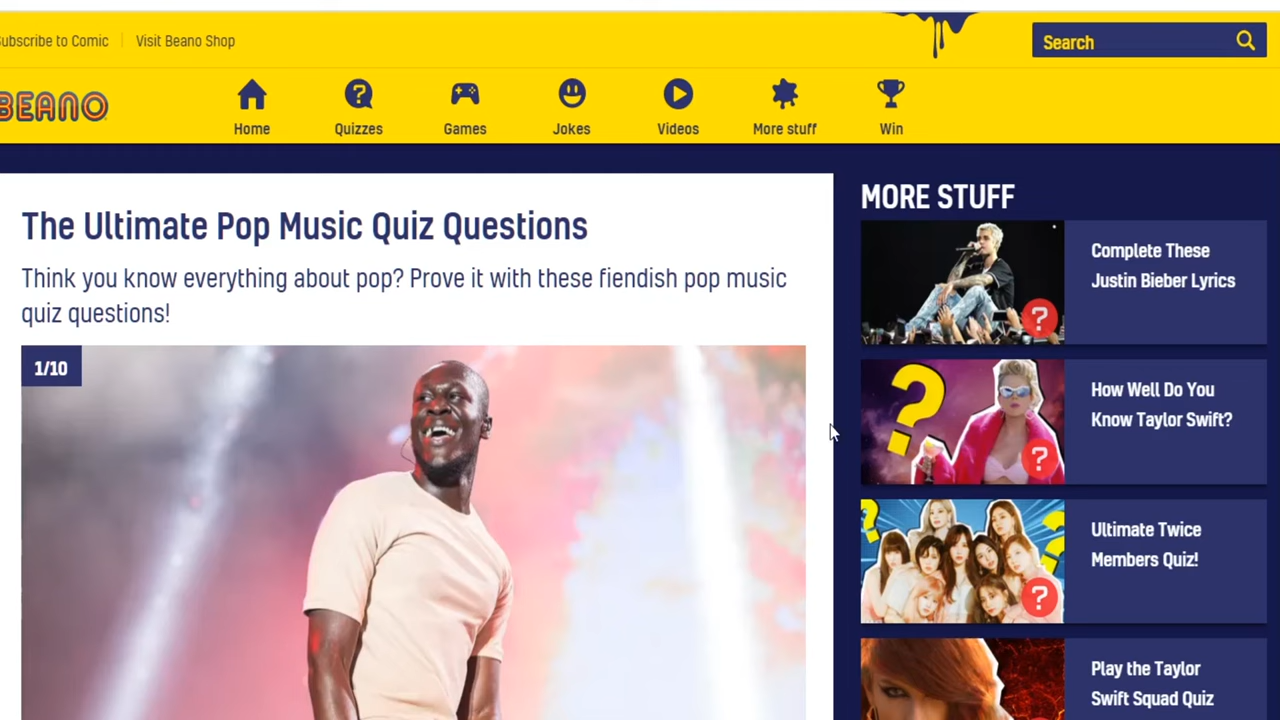 Subscribe to Comic
Visit Beano Shop
Search
BEANO
Home
Quizzes
Games
Jokes
Videos
More stuff
Win
The Ultimate Pop Music Quiz Questions
Think you know everything about pop? Prove it with these fiendish pop music
quiz questions!
1/10
MORE STUFF
Complete These
Justin Bieber Lyrics
?
How Well Do You
Know Taylor Swift?
?
?
Ultimate Twice
Members Quiz!
?
?
?
Play the Taylor
Swift Squad Quiz